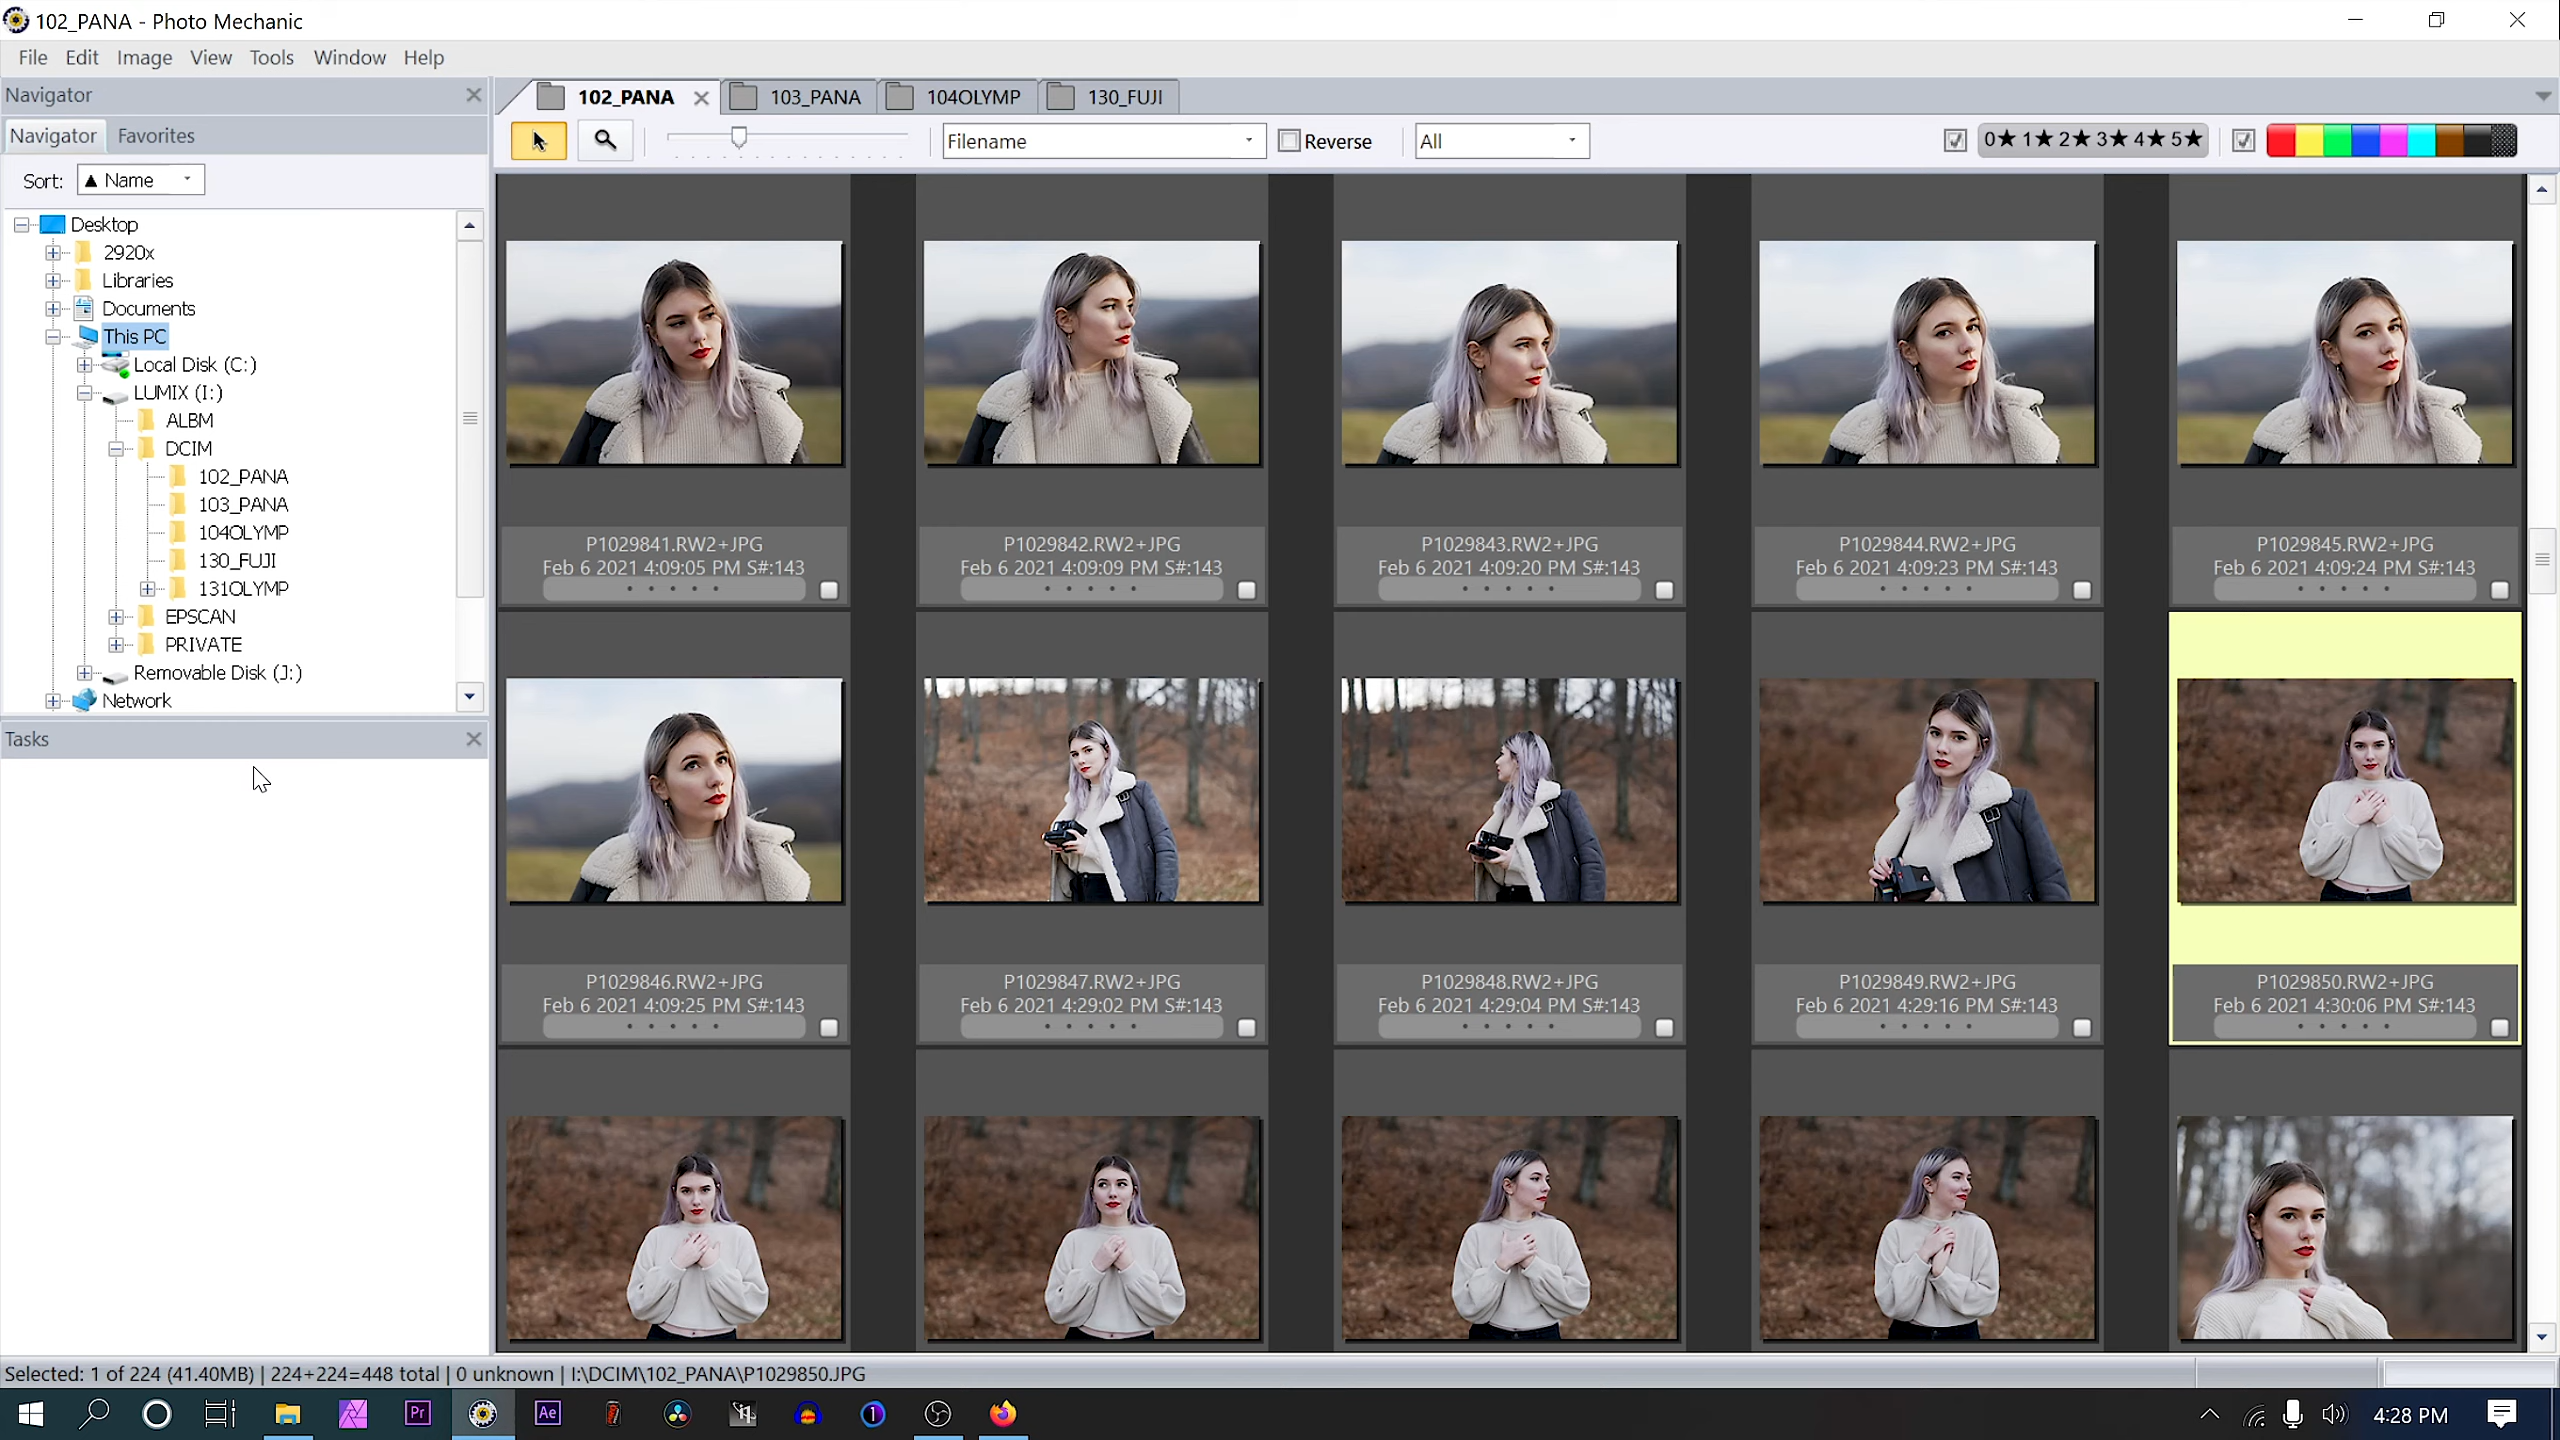 102_PANA - Photo Mechanic
File Edit Image View Tools Window Help
Navigator
102_PANA 103_PANA 104OLYMP 130_FUJI
Navigator Favorites
Filename Reverse All 0★ 1★ 2★ 3★ 4★ 5★
Sort: ▲ Name
Desktop
2920x
Libraries
Documents
This PC
Local Disk (C:)
LUMIX (I:)
ALBM
DCIM
102_PANA
103_PANA
104OLYMP
130_FUJI
131OLYMP
EPSCAN
PRIVATE
Removable Disk (J:)
Network
Tasks
P1029841.RW2+JPG
Feb 6 2021 4:09:05 PM S#:143
P1029842.RW2+JPG
Feb 6 2021 4:09:09 PM S#:143
P1029843.RW2+JPG
Feb 6 2021 4:09:20 PM S#:143
P1029844.RW2+JPG
Feb 6 2021 4:09:23 PM S#:143
P1029845.RW2+JPG
Feb 6 2021 4:09:24 PM S#:143
P1029846.RW2+JPG
Feb 6 2021 4:09:25 PM S#:143
P1029847.RW2+JPG
Feb 6 2021 4:29:02 PM S#:143
P1029848.RW2+JPG
Feb 6 2021 4:29:04 PM S#:143
P1029849.RW2+JPG
Feb 6 2021 4:29:16 PM S#:143
P1029850.RW2+JPG
Feb 6 2021 4:30:06 PM S#:143
Selected: 1 of 224 (41.40MB) | 224+224=448 total | 0 unknown | I:\DCIM\102_PANA\P1029850.JPG
Pr Ae 1 4:28 PM